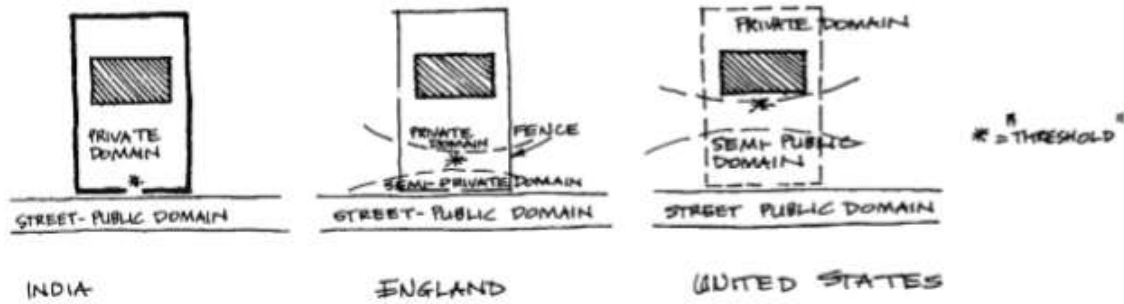 PRIVATE
DOMAIN
*
STREET-PUBLIC DOMAIN
INDIA
PRIVATE
DOMAIN
FENCE
*
SEMI-PRIVATE DOMAIN
STREET-PUBLIC DOMAIN
ENGLAND
PRIVATE DOMAIN
*
SEMI-PUBLIC
DOMAIN
STREET PUBLIC DOMAIN
UNITED STATES
* = "THRESHOLD"